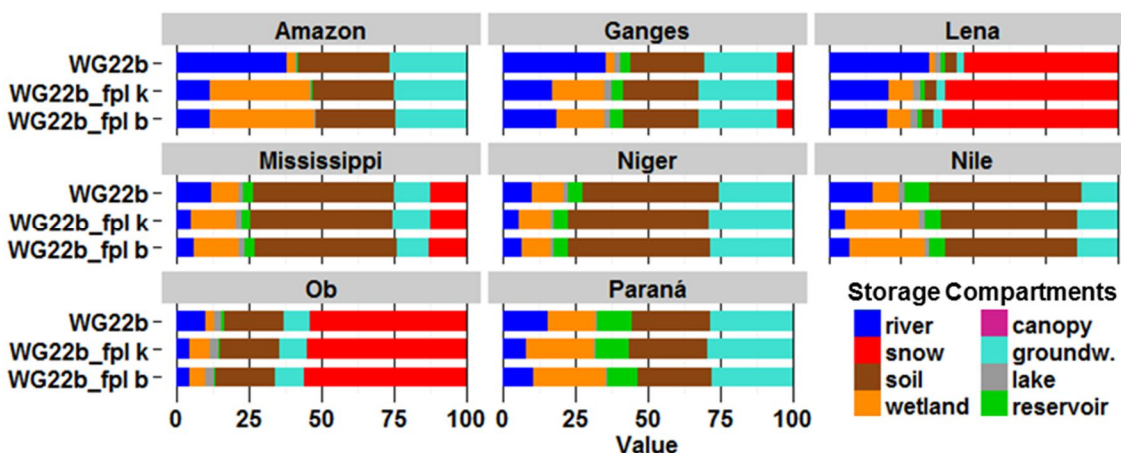 Amazon Ganges Lena
WG22b
WG22b_fpl k
WG22b_fpl b
Mississippi Niger Nile
WG22b
WG22b_fpl k
WG22b_fpl b
Ob Paraná
WG22b
WG22b_fpl k
WG22b_fpl b
0 25 50 75 100 0 25 50 75 100
Value
Storage Compartments
river canopy
snow groundw.
soil lake
wetland reservoir